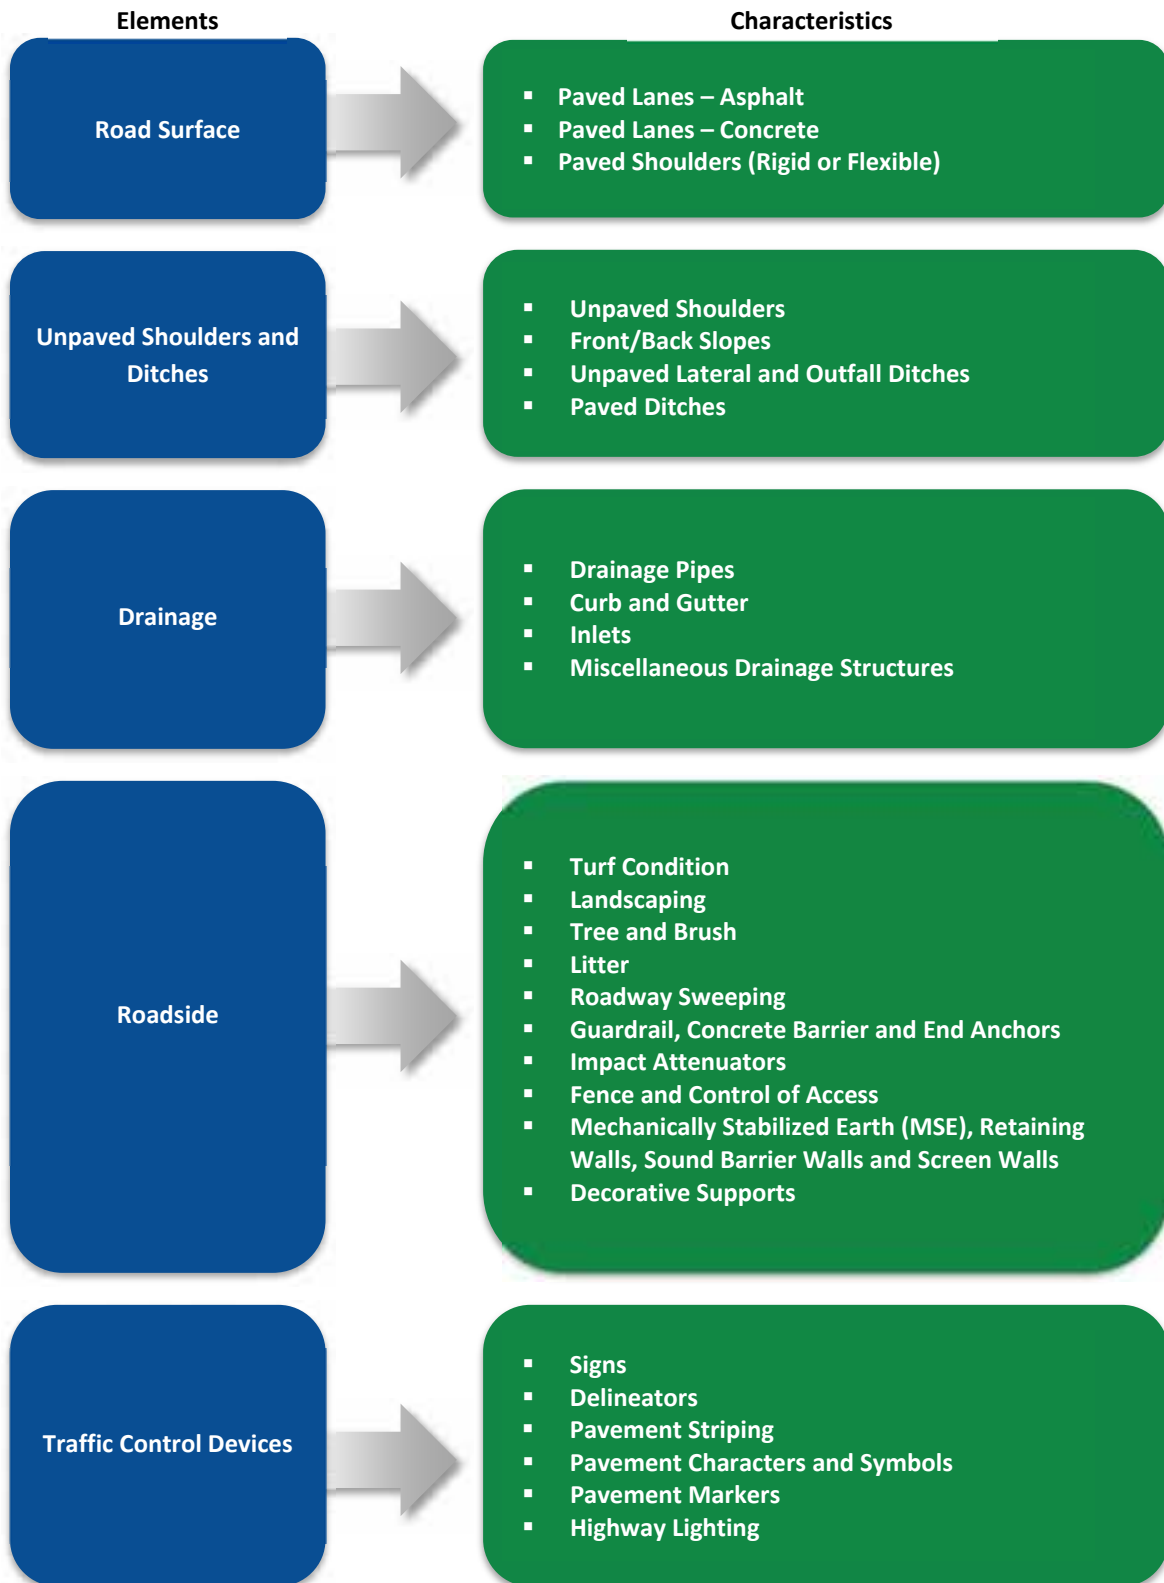 Elements
Characteristics
Road Surface
▪ Paved Lanes – Asphalt
▪ Paved Lanes – Concrete
▪ Paved Shoulders (Rigid or Flexible)
Unpaved Shoulders and
Ditches
▪ Unpaved Shoulders
▪ Front/Back Slopes
▪ Unpaved Lateral and Outfall Ditches
▪ Paved Ditches
Drainage
▪ Drainage Pipes
▪ Curb and Gutter
▪ Inlets
▪ Miscellaneous Drainage Structures
Roadside
▪ Turf Condition
▪ Landscaping
▪ Tree and Brush
▪ Litter
▪ Roadway Sweeping
▪ Guardrail, Concrete Barrier and End Anchors
▪ Impact Attenuators
▪ Fence and Control of Access
▪ Mechanically Stabilized Earth (MSE), Retaining
Walls, Sound Barrier Walls and Screen Walls
▪ Decorative Supports
Traffic Control Devices
▪ Signs
▪ Delineators
▪ Pavement Striping
▪ Pavement Characters and Symbols
▪ Pavement Markers
▪ Highway Lighting